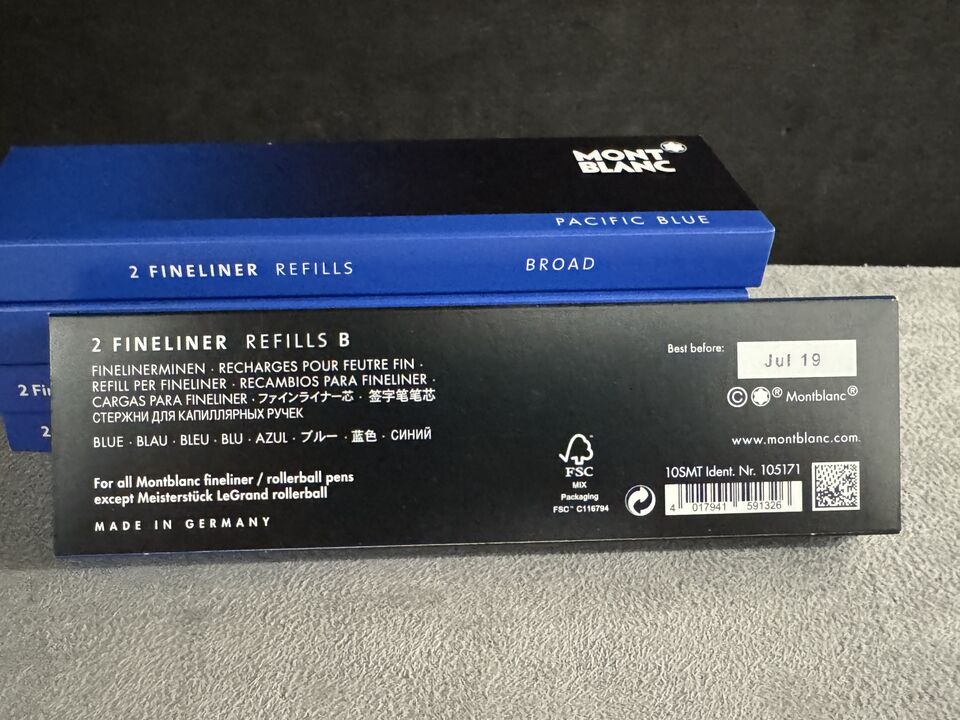 MONT
BLANC
PACIFIC BLUE
2 FINELINER REFILLS
BROAD
2 Fi
2
2 FINELINER REFILLS B
FINELINERMINEN · RECHARGES POUR FEUTRE FIN ·
REFILL PER FINELINER · RECAMBIOS PARA FINELINER ·
CARGAS PARA FINELINER · ファインライナー芯 · 签字笔笔芯
СТЕРЖНИ ДЛЯ КАПИЛЛЯРНЫХ РУЧЕК
BLUE · BLAU · BLEU · BLU · AZUL · ブルー · 蓝色 · СИНИЙ
For all Montblanc fineliner / rollerball pens
except Meisterstück LeGrand rollerball
MADE IN GERMANY
Best before:
Jul 19
© ® Montblanc®
www.montblanc.com
FSC
MIX
Packaging
FSC™ C116794
10SMT Ident. Nr. 105171
4 017941 591326